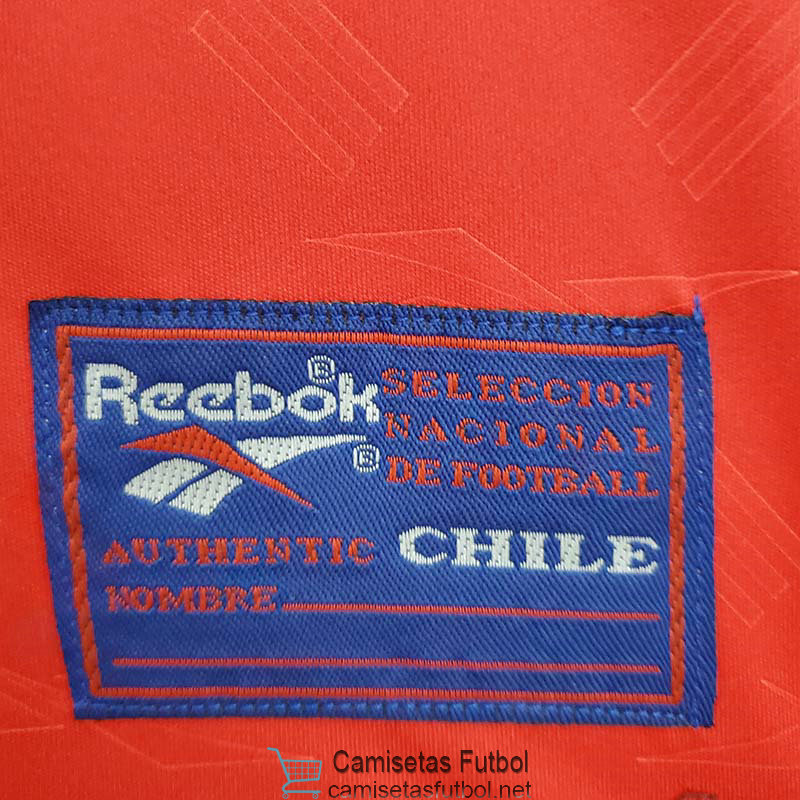 Reebok®
®
SELECCION
NACIONAL
DE FOOTBALL
AUTHENTIC CHILE
NOMBRE
Camisetas Futbol
camisetasfutbol.net